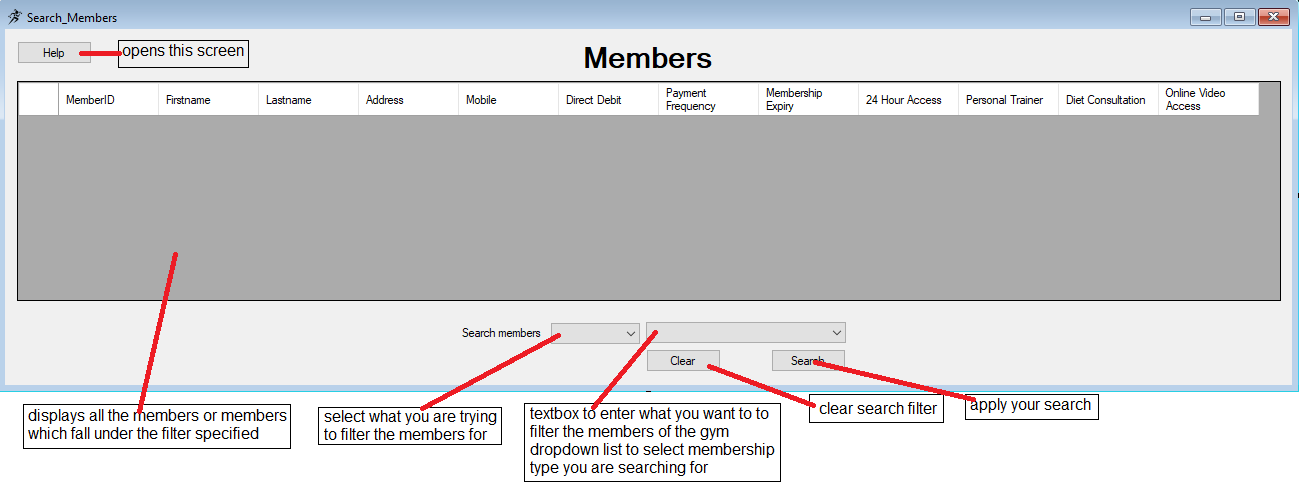 Search_Members
Help
opens this screen
Members
MemberID
Firstname
Lastname
Address
Mobile
Direct Debit
Payment
Frequency
Membership
Expiry
24 Hour Access
Personal Trainer
Diet Consultation
Online Video
Access
Search members
Clear
Search
displays all the members or members
which fall under the filter specified
select what you are trying
to filter the members for
textbox to enter what you want to to
filter the members of the gym
dropdown list to select membership
type you are searching for
clear search filter
apply your search